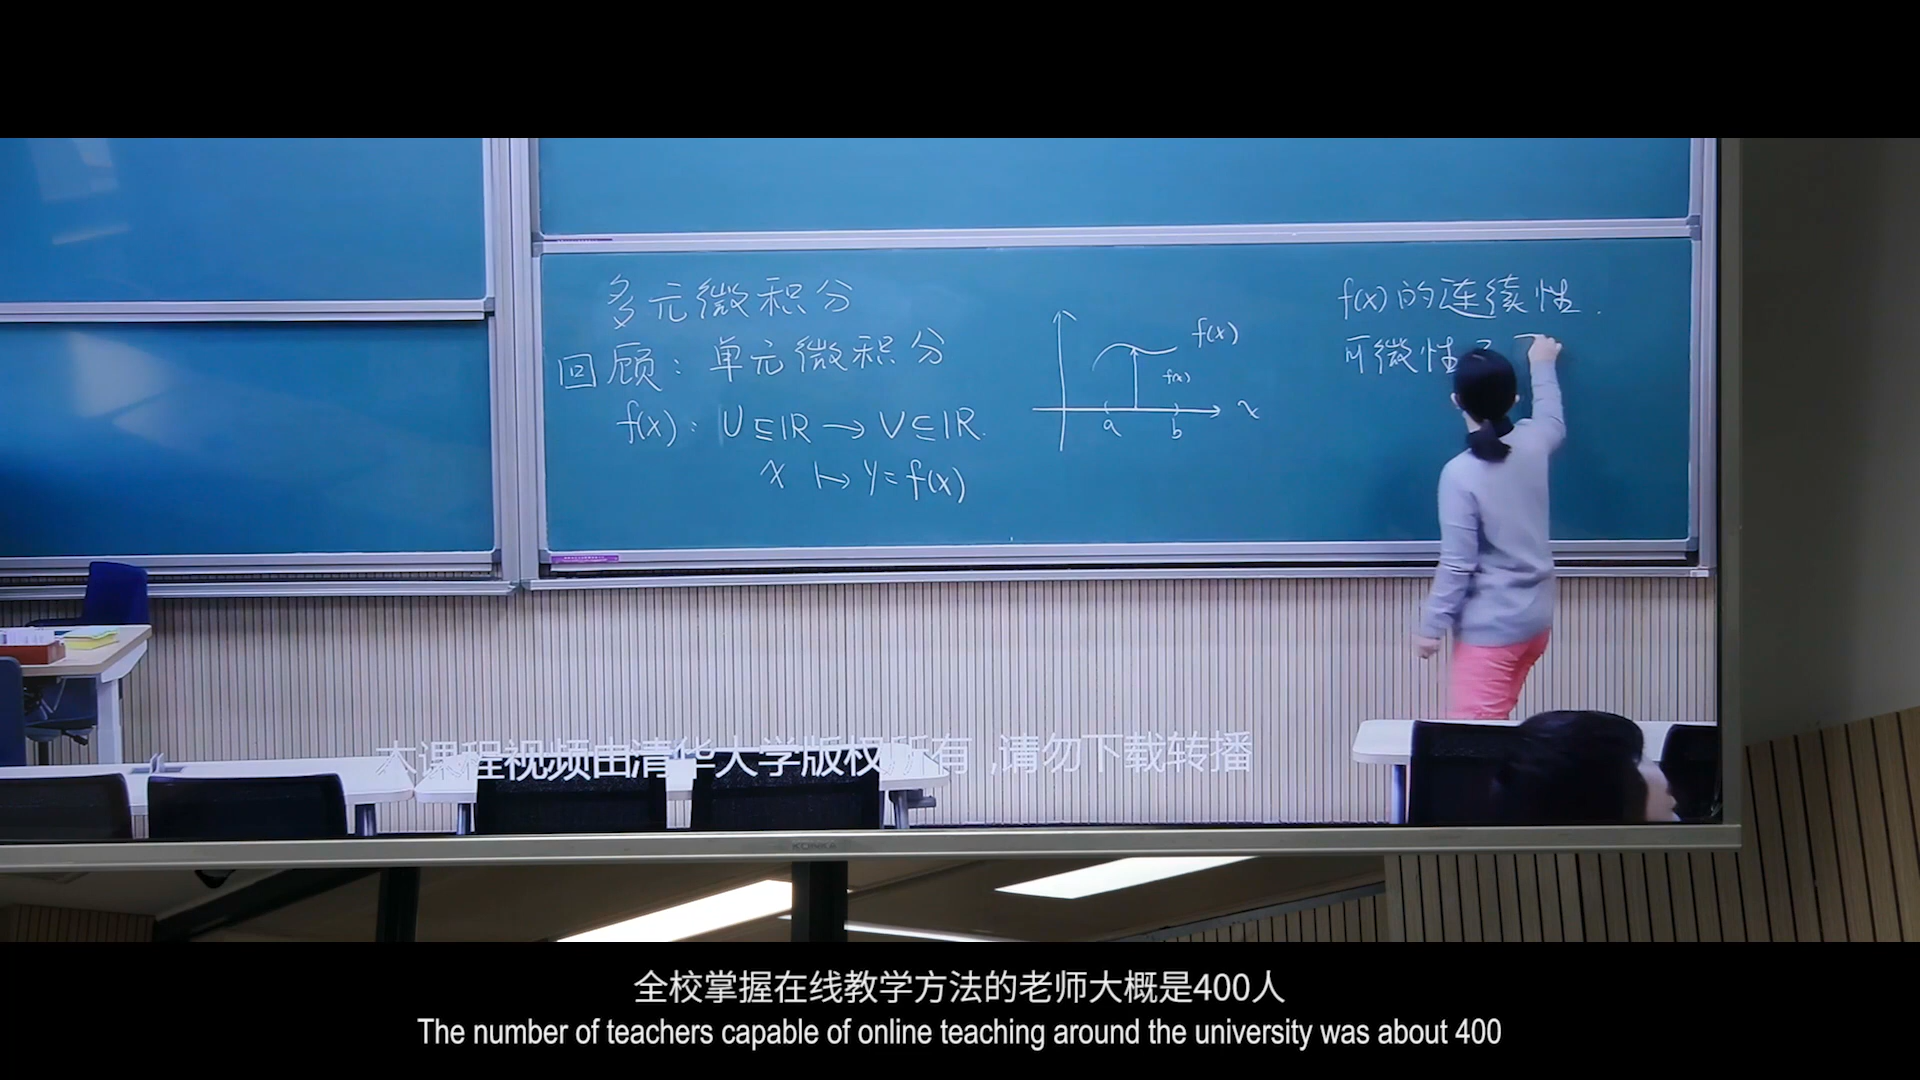 多元微积分
回顾：单元微积分
f(x)：U⊆IR → V⊆IR.
x ↦ y=f(x)
f(x)
f(x)
a
b
x
f(x)的连续性.
可微性
本课程视频由清华大学版权所有,请勿下载转播
KONKA
全校掌握在线教学方法的老师大概是400人
The number of teachers capable of online teaching around the university was about 400